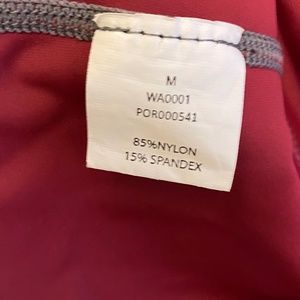 M
WA0001
POR000541
85%NYLON
15% SPANDEX